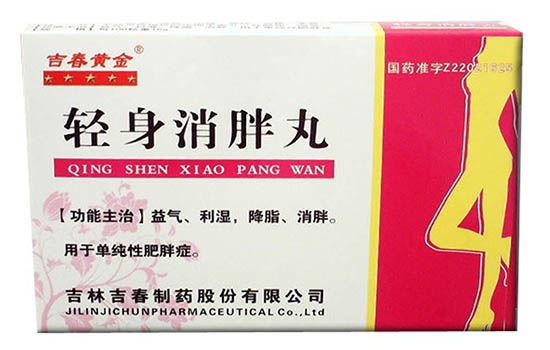 吉春黄金®
国药准字Z22021525
轻身消胖丸
QING SHEN XIAO PANG WAN
【功能主治】益气、利湿,降脂、消胖。
用于单纯性肥胖症。
吉林吉春制药股份有限公司
JILINJICHUNPHARMACEUTICAL Co.,Ltd